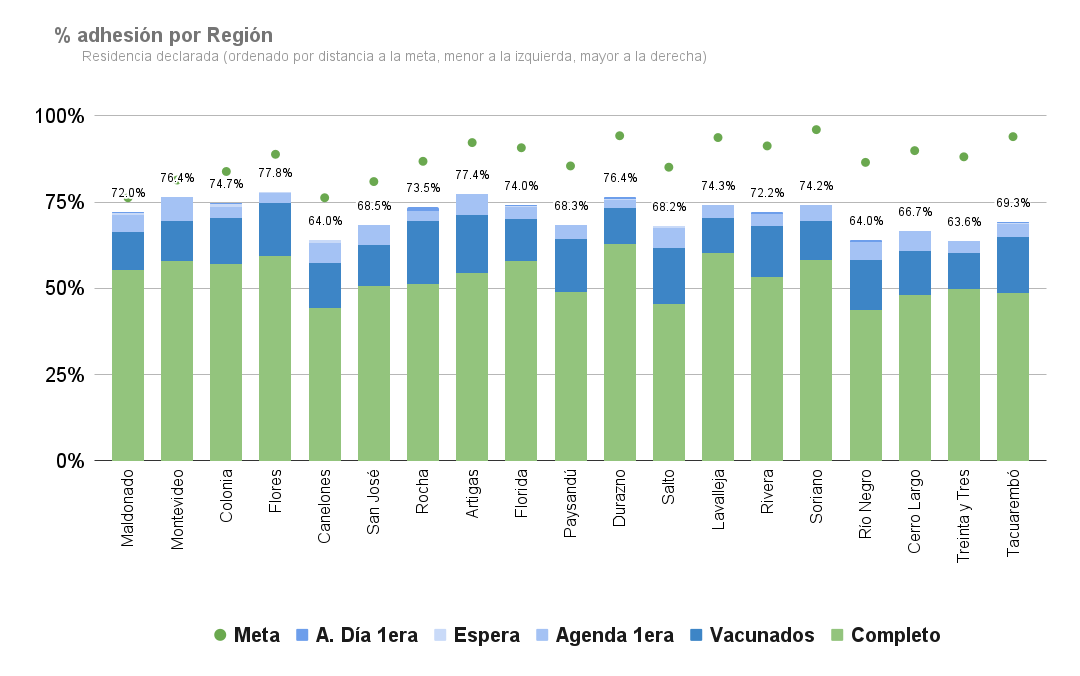 % adhesión por Región
Residencia declarada (ordenado por distancia a la meta, menor a la izquierda, mayor a la derecha)
100%
75%
50%
25%
0%
72.0%
76.4%
74.7%
77.8%
64.0%
68.5%
73.5%
77.4%
74.0%
68.3%
76.4%
68.2%
74.3%
72.2%
74.2%
64.0%
66.7%
63.6%
69.3%
Maldonado
Montevideo
Colonia
Flores
Canelones
San José
Rocha
Artigas
Florida
Paysandú
Durazno
Salto
Lavalleja
Rivera
Soriano
Río Negro
Cerro Largo
Treinta y Tres
Tacuarembó
Meta A. Día 1era Espera Agenda 1era Vacunados Completo